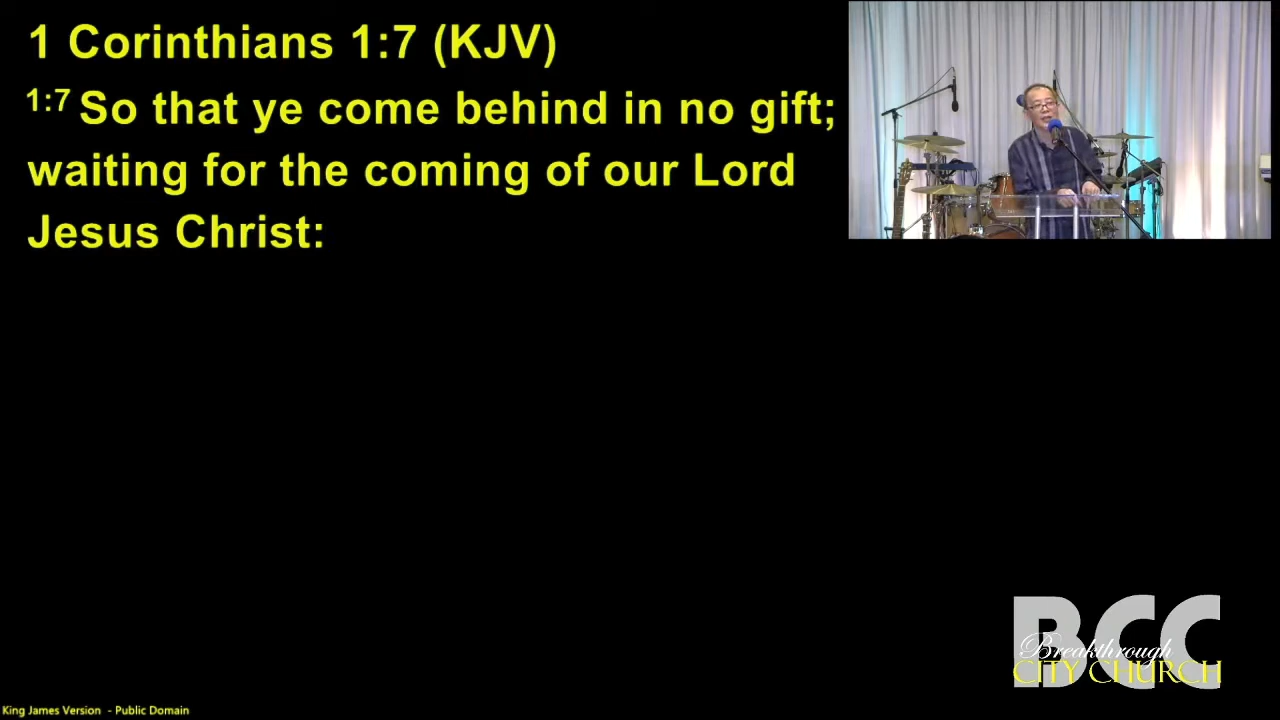 1 Corinthians 1:7 (KJV)
1:7 So that ye come behind in no gift;
waiting for the coming of our Lord
Jesus Christ:
BCC
Breakthrough
CITY CHURCH
King James Version - Public Domain